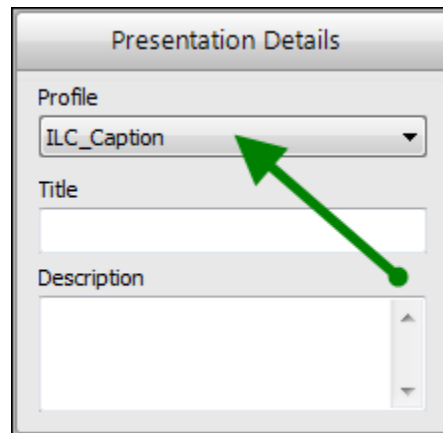 Presentation Details
Profile
ILC_Caption
Title
Description